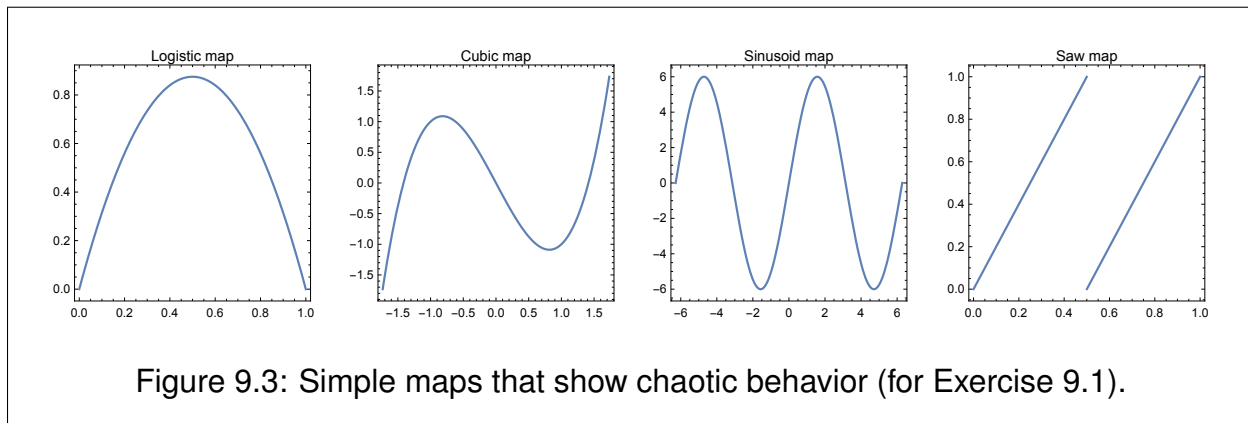 Logistic map
0.8
0.6
0.4
0.2
0.0
0.0 0.2 0.4 0.6 0.8 1.0
Cubic map
1.5
1.0
0.5
0.0
−0.5
−1.0
−1.5
−1.5 −1.0 −0.5 0.0 0.5 1.0 1.5
Sinusoid map
6
4
2
0
−2
−4
−6
−6 −4 −2 0 2 4 6
Saw map
1.0
0.8
0.6
0.4
0.2
0.0
0.0 0.2 0.4 0.6 0.8 1.0
Figure 9.3: Simple maps that show chaotic behavior (for Exercise 9.1).